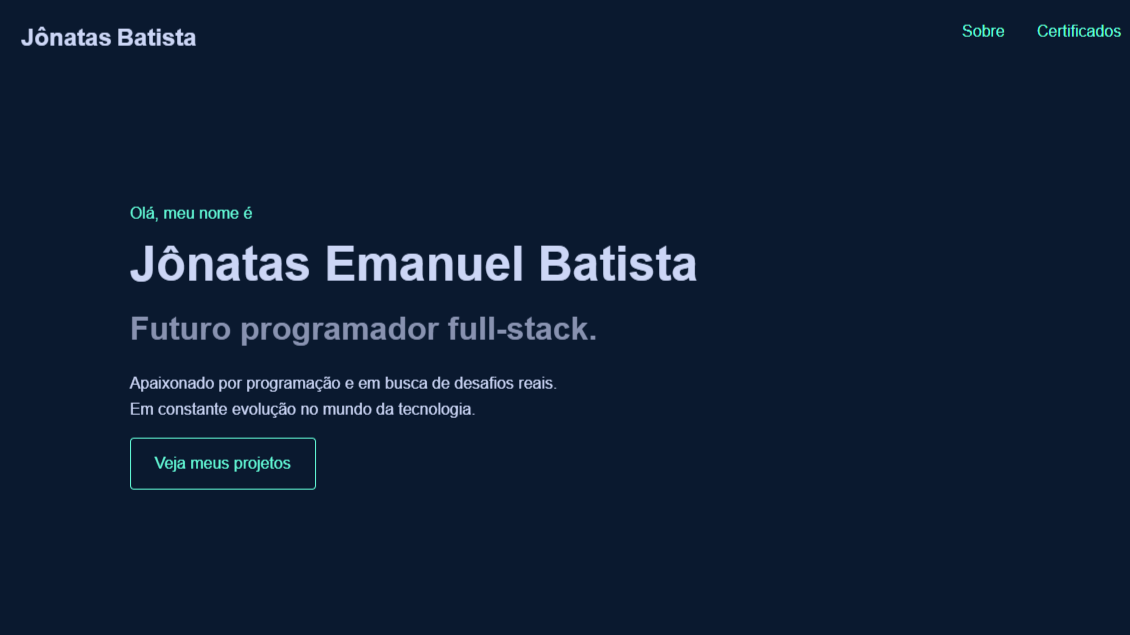 Jônatas Batista
Sobre
Certificados
Olá, meu nome é
Jônatas Emanuel Batista
Futuro programador full-stack.
Apaixonado por programação e em busca de desafios reais.
Em constante evolução no mundo da tecnologia.
Veja meus projetos